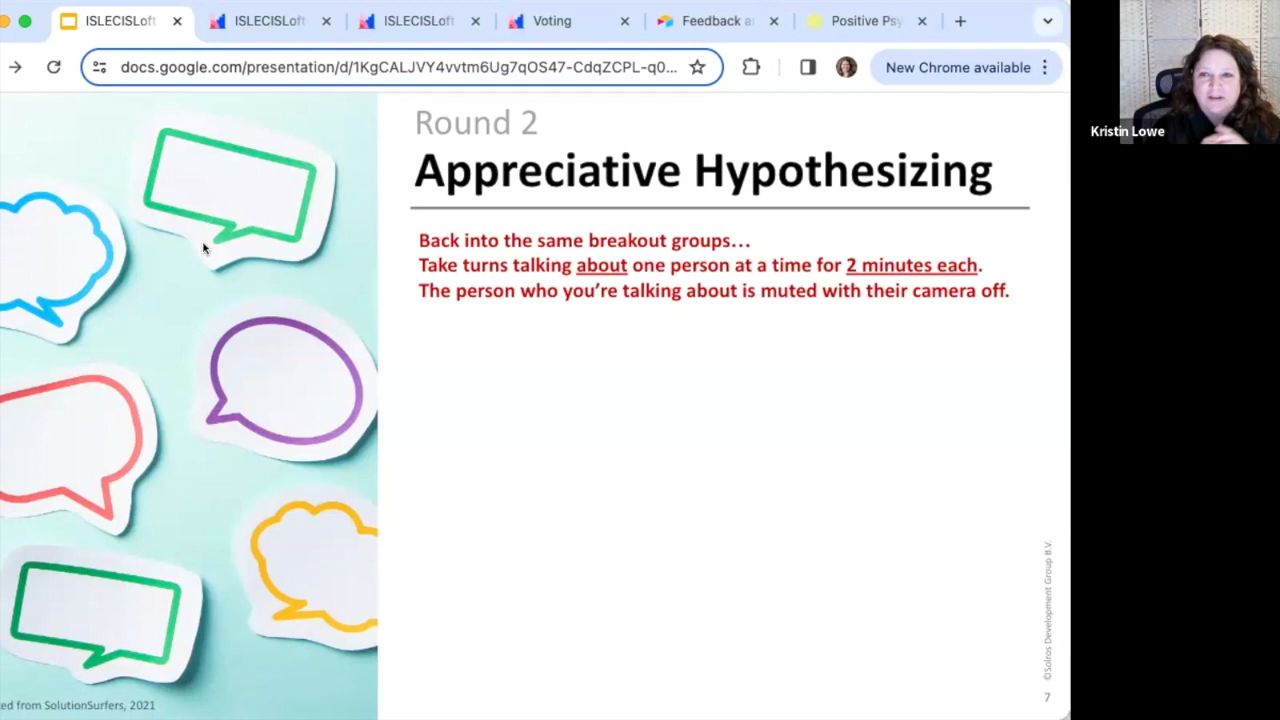 ISLECISLoft
ISLECISLoft
ISLECISLoft
Voting
Feedback a
Positive Psy
docs.google.com/presentation/d/1KgCALJVY4vvtm6Ug7qOS47-CdqZCPL-q0...
New Chrome available
Kristin Lowe
Round 2
Appreciative Hypothesizing
Back into the same breakout groups...
Take turns talking about one person at a time for 2 minutes each.
The person who you're talking about is muted with their camera off.
©Solros Development Group B.V.
7
ed from SolutionSurfers, 2021